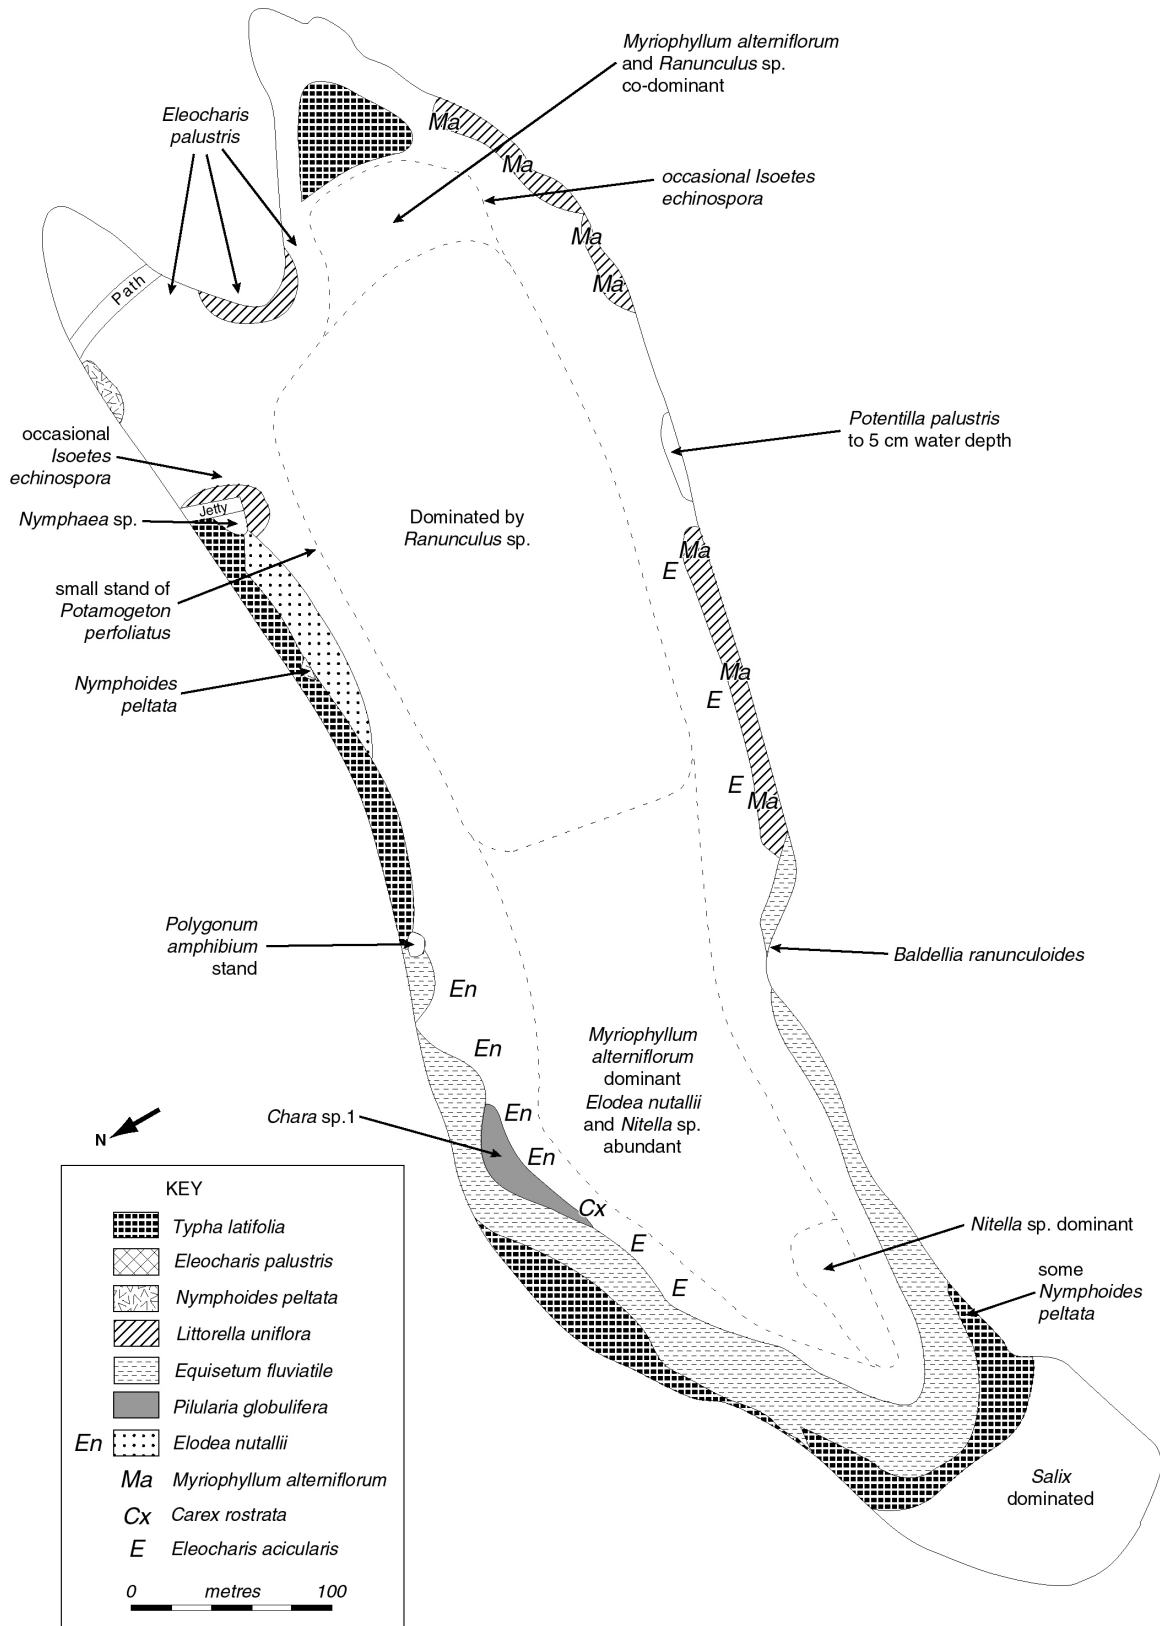 Myriophyllum alterniflorum
and Ranunculus sp.
co-dominant
Eleocharis
palustris
Ma
Ma
occasional Isoetes
echinospora
Ma
Ma
Path
Potentilla palustris
to 5 cm water depth
occasional
Isoetes
echinospora
Jetty
Nymphaea sp.
Dominated by
Ranunculus sp.
Ma
E
small stand of
Potamogeton
perfoliatus
Nymphoides
peltata
Ma
E
E
Ma
Polygonum
amphibium
stand
Baldellia ranunculoides
En
En
Myriophyllum
alterniflorum
dominant
Elodea nutallii
and Nitella sp.
abundant
Chara sp.1
En
En
N
Cx
E
E
Nitella sp. dominant
some
Nymphoides
peltata
Salix
dominated
KEY
Typha latifolia
Eleocharis palustris
Nymphoides peltata
Littorella uniflora
Equisetum fluviatile
Pilularia globulifera
En Elodea nutallii
Ma Myriophyllum alterniflorum
Cx Carex rostrata
E Eleocharis acicularis
0 metres 100